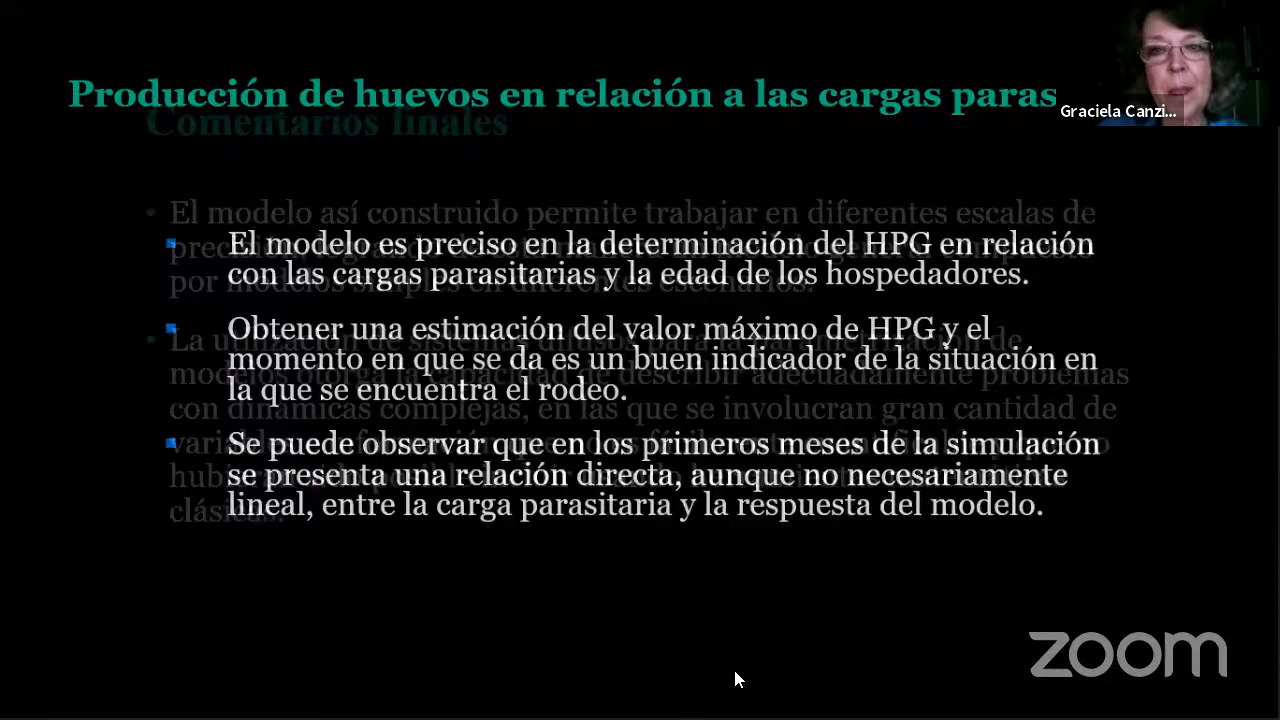 Producción de huevos en relación a las cargas paras
Graciela Canzi...
Comentarios finales
El modelo es preciso en la determinación del HPG en relación
con las cargas parasitarias y la edad de los hospedadores.
Obtener una estimación del valor máximo de HPG y el
momento en que se da es un buen indicador de la situación en
la que se encuentra el rodeo.
Se puede observar que en los primeros meses de la simulación
se presenta una relación directa, aunque no necesariamente
lineal, entre la carga parasitaria y la respuesta del modelo.
El modelo así construido permite trabajar en diferentes escalas de
por modelos simples en diferentes escenarios.
describir adecuadamente problemas
con dinámicas complejas, en las que se involucran gran cantidad de
clásicas.
zoom